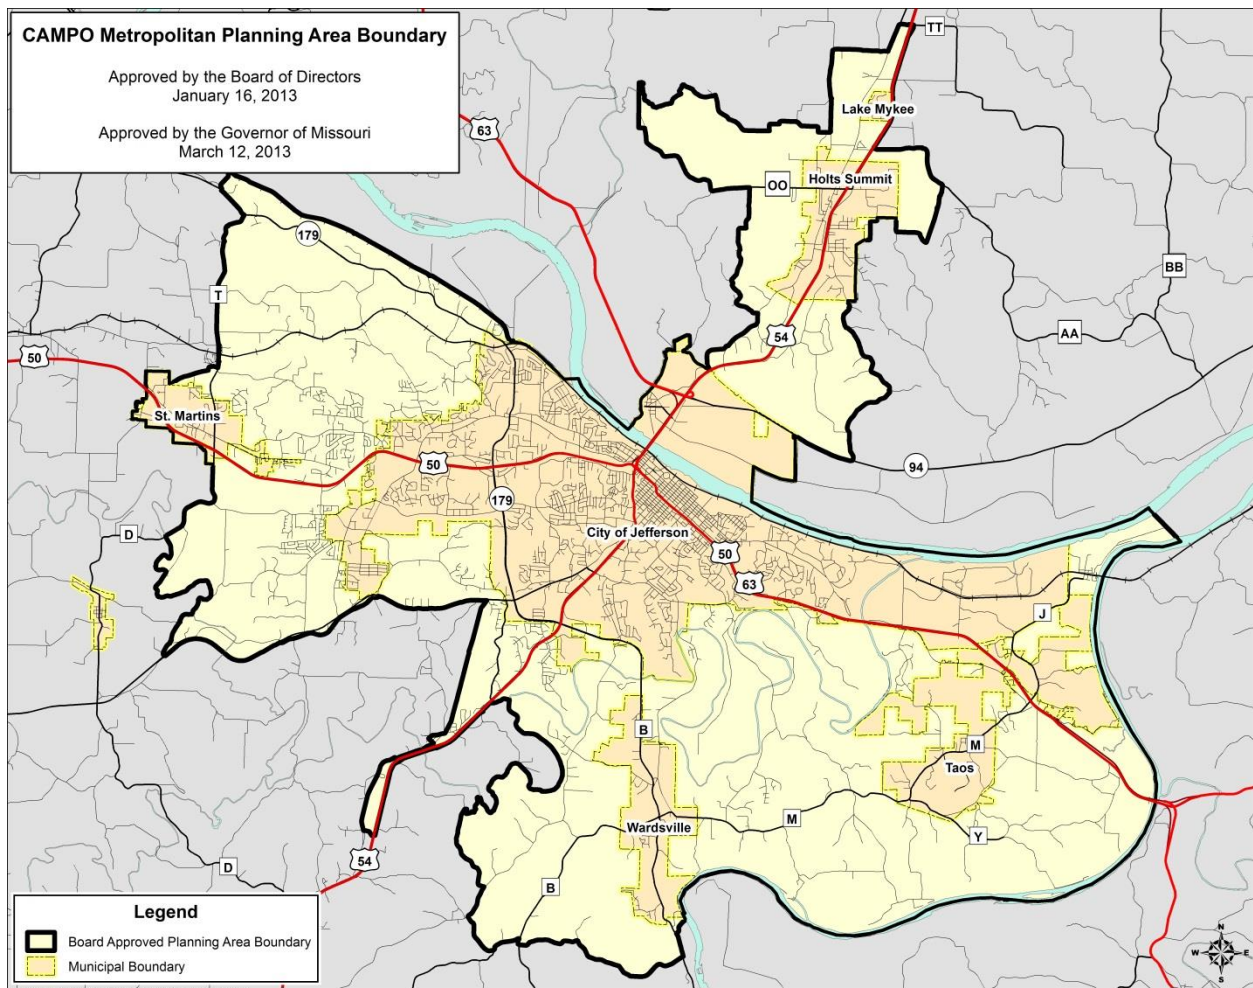 CAMPO Metropolitan Planning Area Boundary
Approved by the Board of Directors
January 16, 2013
Approved by the Governor of Missouri
March 12, 2013
TT
Lake Mykee
63
Holts Summit
OO
179
BB
T
AA
54
50
St. Martins
50
94
179
City of Jefferson
D
50
63
J
B
M
Taos
M
Wardsville
Y
54
D
B
Legend
Board Approved Planning Area Boundary
Municipal Boundary
N
W
E
S